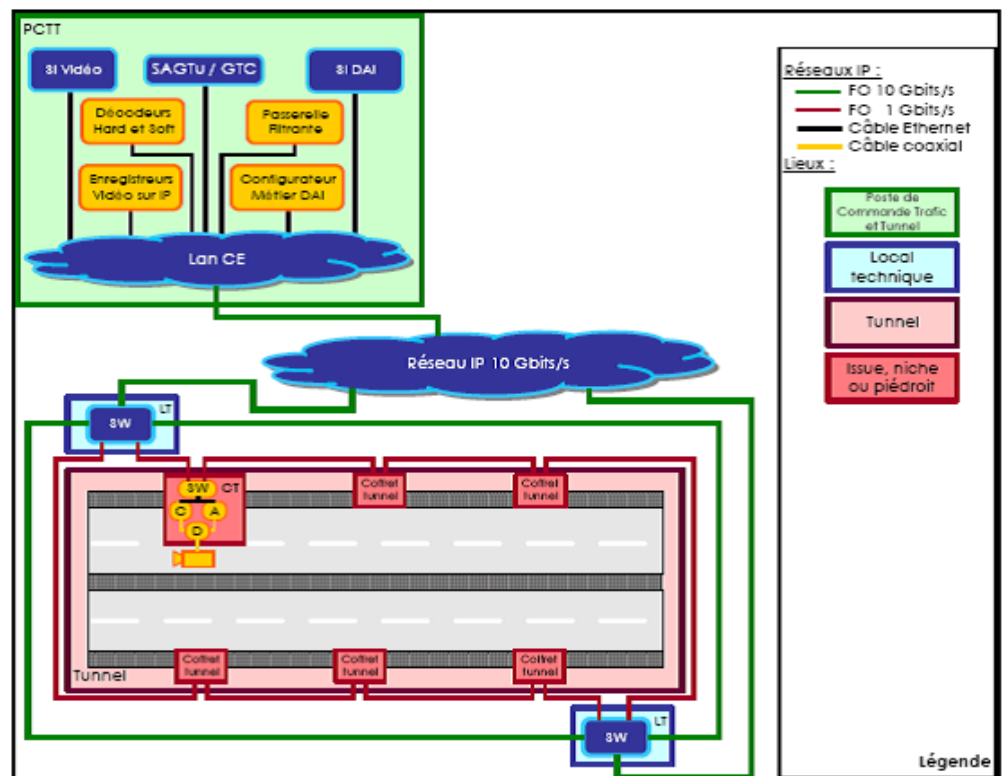 PCTT
SI Vidéo
SAGTu / GTC
SI DAI
Décodeurs
Hard et Soft
Passerelle
Filtrante
Enregistreurs
Vidéo sur IP
Configurateur
Métier DAI
Lan CE
Réseau IP 10 Gbits/s
LT
SW
SW
CT
C
A
D
Coffret
tunnel
Coffret
tunnel
Coffret
tunnel
Coffret
tunnel
Coffret
tunnel
Tunnel
LT
SW
Réseaux IP :
FO 10 Gbits/s
FO 1 Gbits/s
Câble Ethernet
Câble coaxial
Lieux :
Poste de
Commande Trafic
et Tunnel
Local
technique
Tunnel
Issue, niche
ou piédroit
Légende